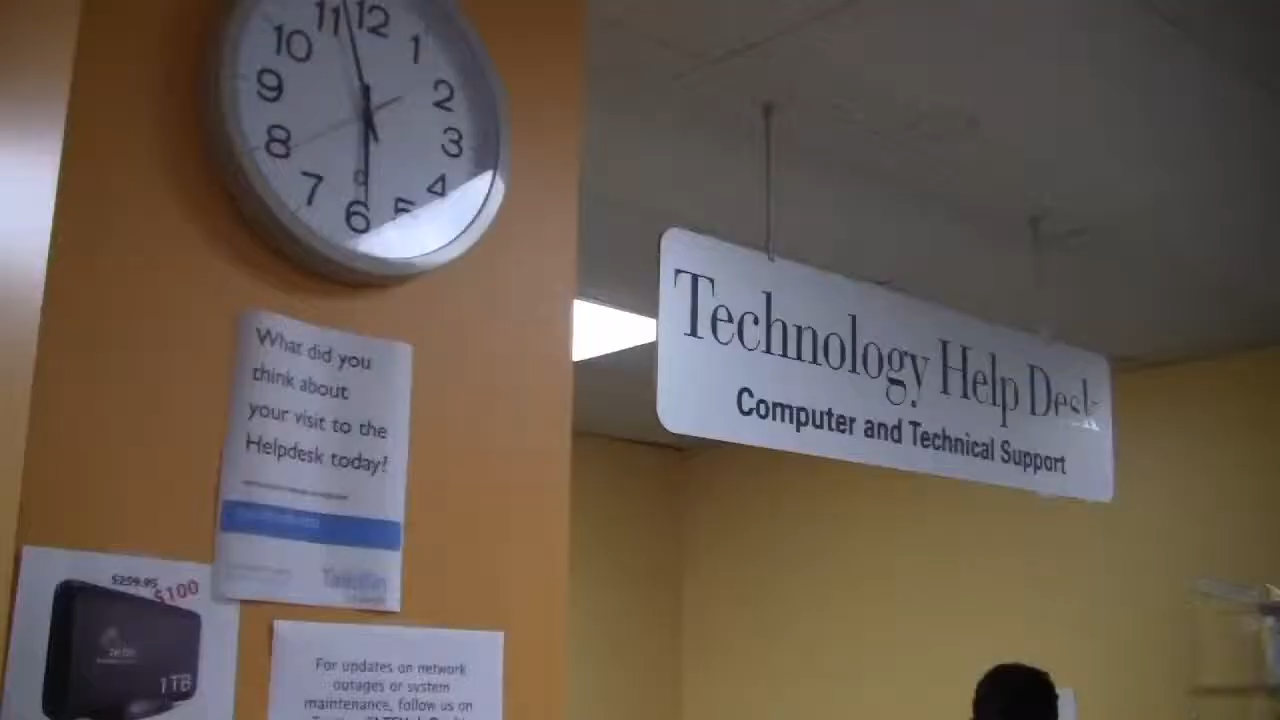 11 12 1
10 2
9 3
8 4
7 6 5
Technology Help Desk
Computer and Technical Support
What did you
think about
your visit to the
Helpdesk today?
$259.95
$100
1TB
For updates on network
outages or system
maintenance, follow us on